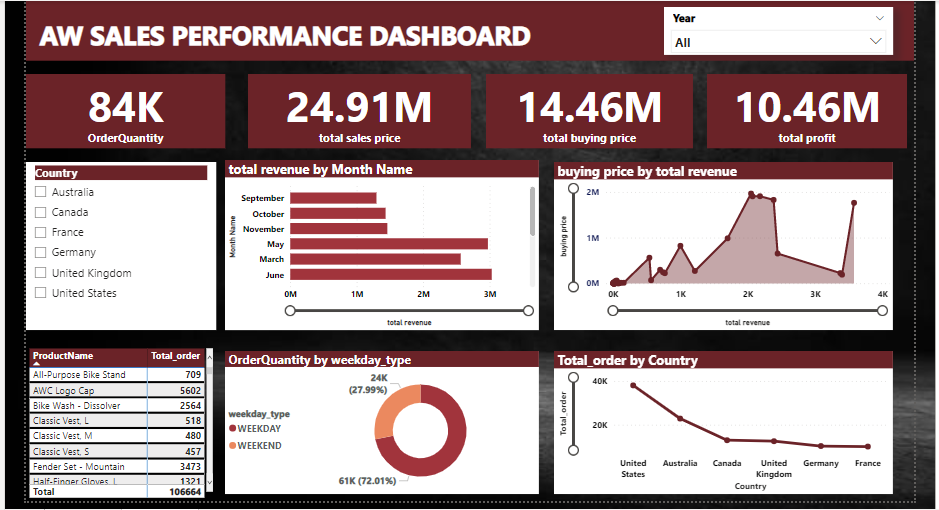 AW SALES PERFORMANCE DASHBOARD
Year
All
84K
OrderQuantity
24.91M
total sales price
14.46M
total buying price
10.46M
total profit
Country
Australia
Canada
France
Germany
United Kingdom
United States
total revenue by Month Name
Month Name
September
October
November
May
March
June
0M 1M 2M 3M
total revenue
buying price by total revenue
buying price
2M
1M
0M
0K 1K 2K 3K 4K
total revenue
ProductName Total_order
All-Purpose Bike Stand 709
AWC Logo Cap 5602
Bike Wash - Dissolver 2564
Classic Vest, L 518
Classic Vest, M 480
Classic Vest, S 457
Fender Set - Mountain 3473
Half-Finger Gloves, L 1321
Total 106664
OrderQuantity by weekday_type
weekday_type
WEEKDAY
WEEKEND
24K
(27.99%)
61K (72.01%)
Total_order by Country
Total_order
40K
20K
United
States
Australia
Canada
United
Kingdom
Germany
France
Country